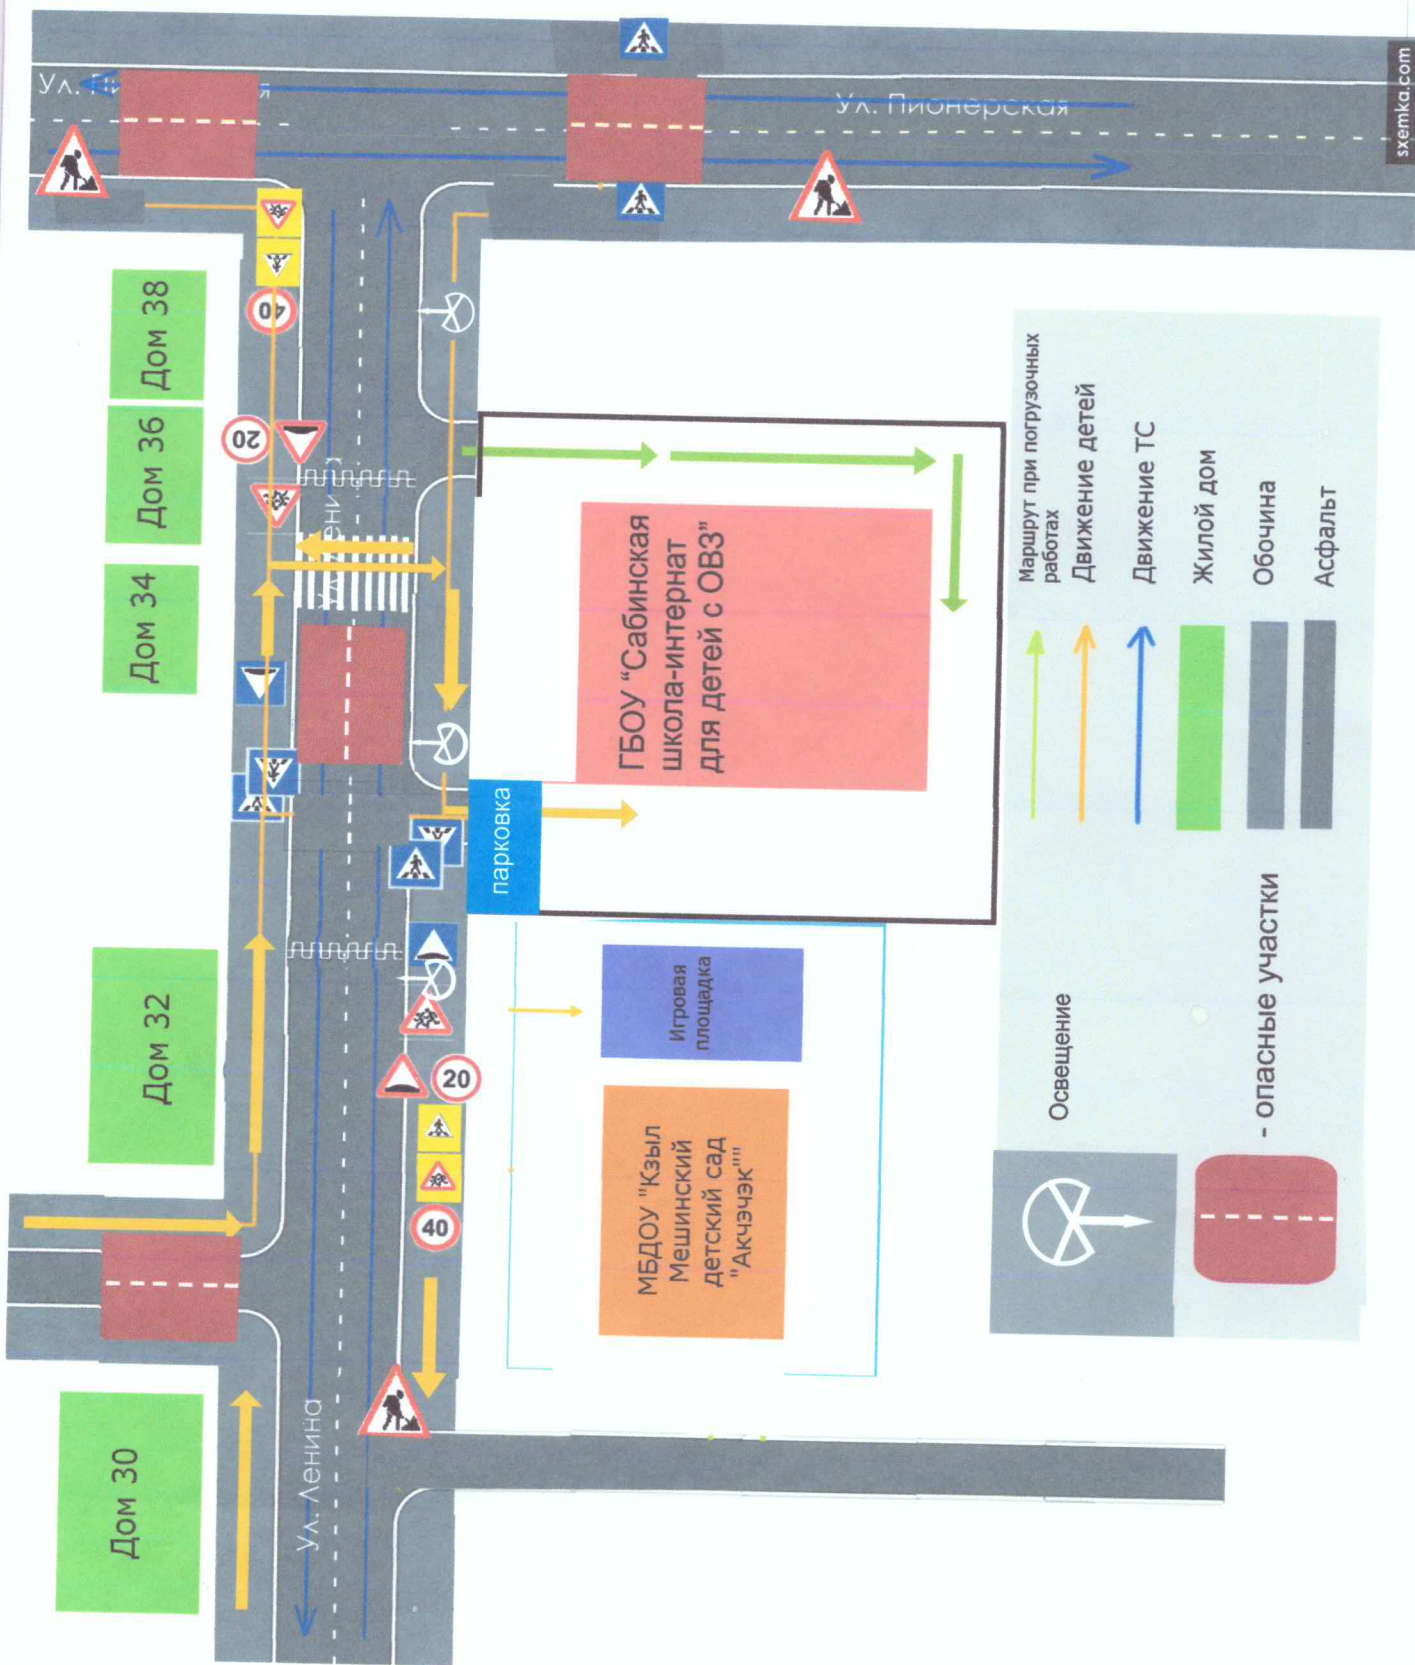 Ул. Пионерская
Дом 30
Дом 32
Дом 34
Дом 36
Дом 38
Ул. Ленина
40
20
20
40
парковка
МБДОУ "Кзыл
Мешинский
детский сад
"Акчэчэк""
Игровая
площадка
ГБОУ "Сабинская
школа-интернат
для детей с ОВЗ"
Освещение
- опасные участки
Маршрут при погрузочных
работах
Движение детей
Движение ТС
Жилой дом
Обочина
Асфальт
sxemka.com